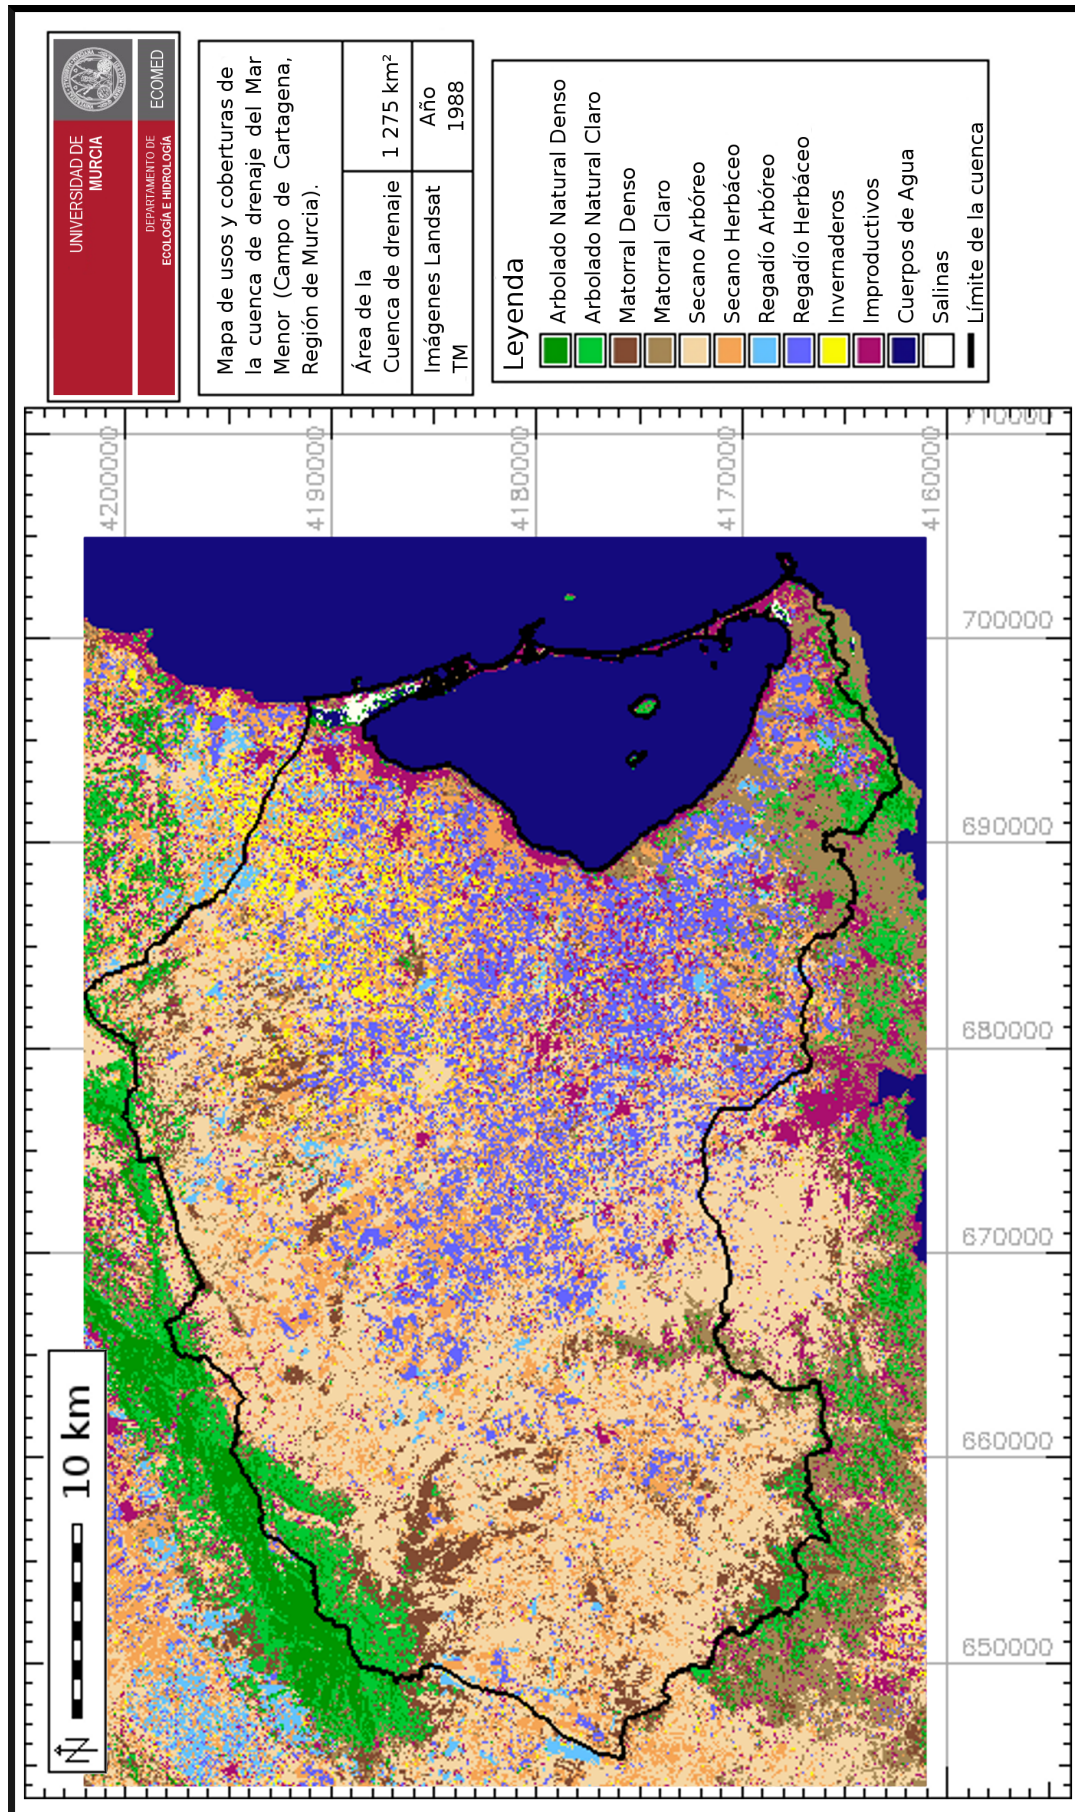 UNIVERSIDAD DE
MURCIA
DEPARTAMENTO DE
ECOLOGÍA E HIDROLOGÍA
ECOMED
Mapa de usos y coberturas de
la cuenca de drenaje del Mar
Menor (Campo de Cartagena,
Región de Murcia).
Área de la
Cuenca de drenaje
1 275 km²
Imágenes Landsat
TM
Año
1988
Leyenda
Arbolado Natural Denso
Arbolado Natural Claro
Matorral Denso
Matorral Claro
Secano Arbóreo
Secano Herbáceo
Regadío Arbóreo
Regadío Herbáceo
Invernaderos
Improductivos
Cuerpos de Agua
Salinas
Límite de la cuenca
N
10 km
4200000
4190000
4180000
4170000
4160000
650000
660000
670000
680000
690000
700000
710000